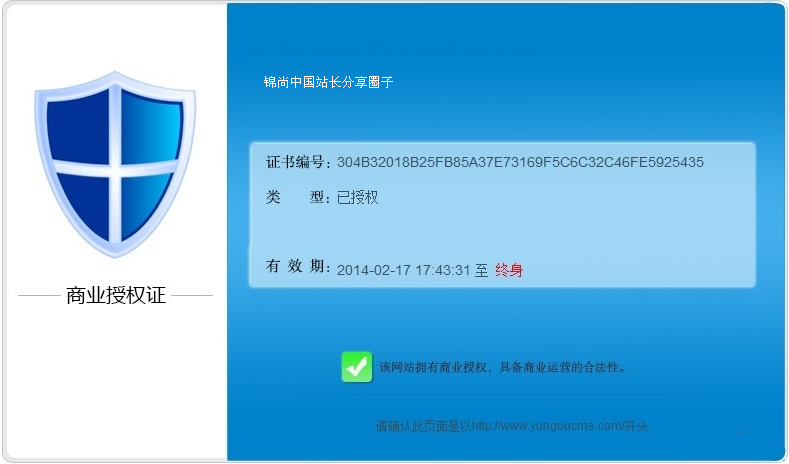 锦尚中国站长分享圈子
证书编号：304B32018B25FB85A37E73169F5C6C32C46FE5925435
类 型：已授权
有 效 期：2014-02-17 17:43:31 至 终身
商业授权证
该网站拥有商业授权，具备商业运营的合法性。
请确认此页面是以http://www.yungoucms.com/开头